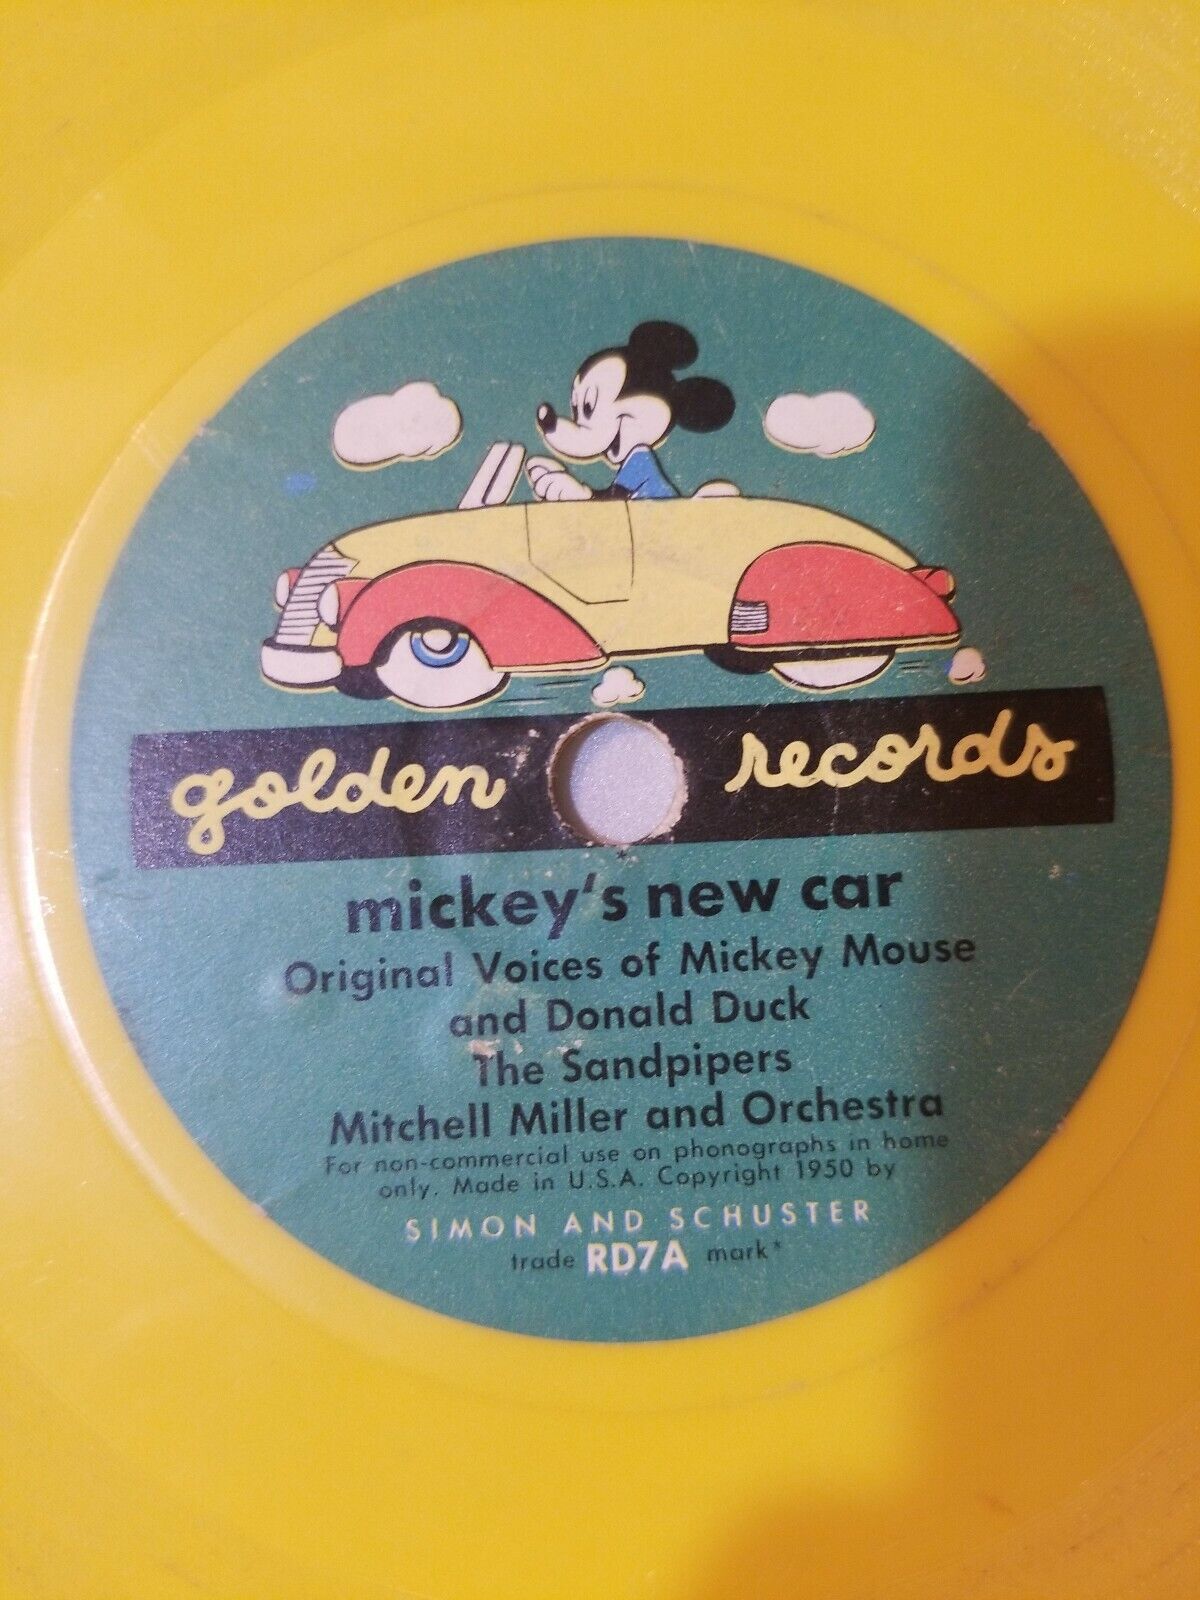 golden records
mickey's new car
Original Voices of Mickey Mouse
and Donald Duck
The Sandpipers
Mitchell Miller and Orchestra
For non-commercial use on phonographs in home
only. Made in U.S.A. Copyright 1950 by
SIMON AND SCHUSTER
trade RD7A mark*